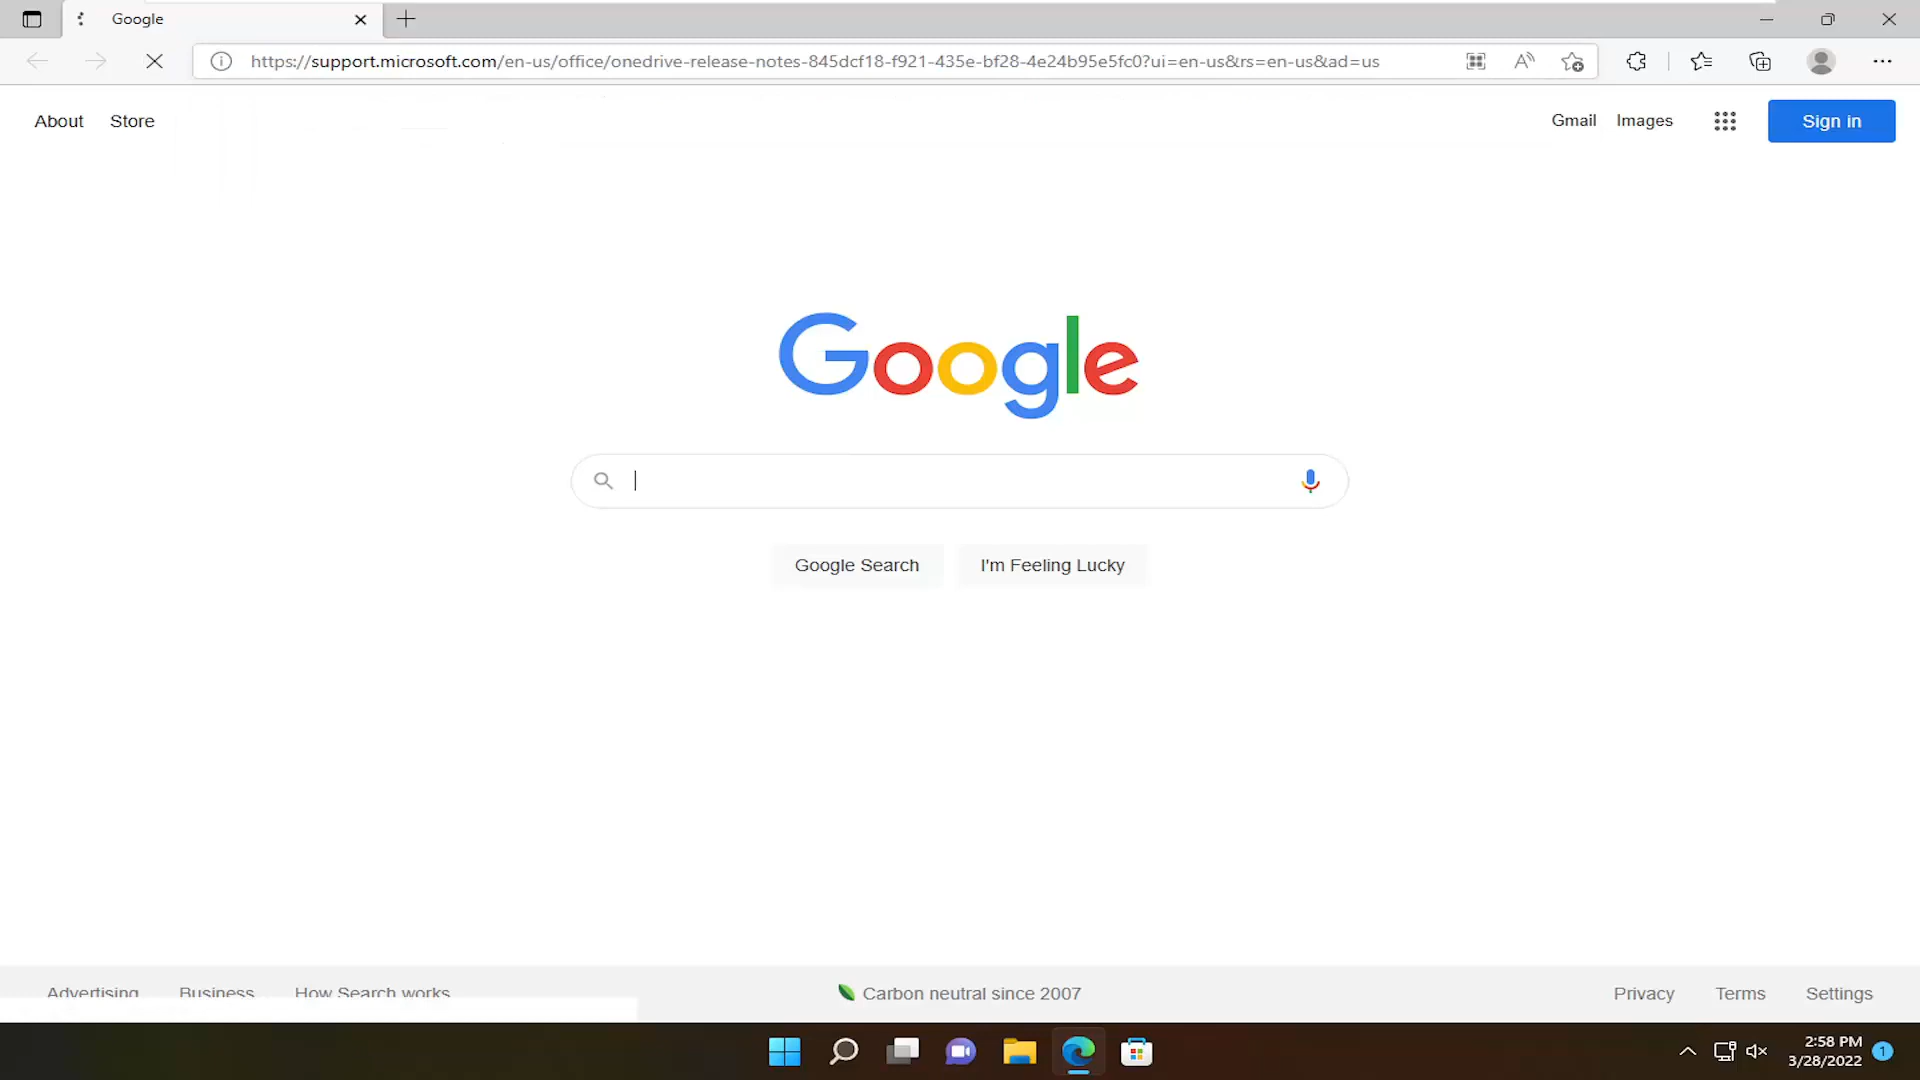 Google
https://support.microsoft.com/en-us/office/onedrive-release-notes-845dcf18-f921-435e-bf28-4e24b95e5fc0?ui=en-us&rs=en-us&ad=us
About Store Gmail Images Sign in
Google
Google Search I'm Feeling Lucky
Advertising Business How Search works Carbon neutral since 2007 Privacy Terms Settings
2:58 PM
3/28/2022 1